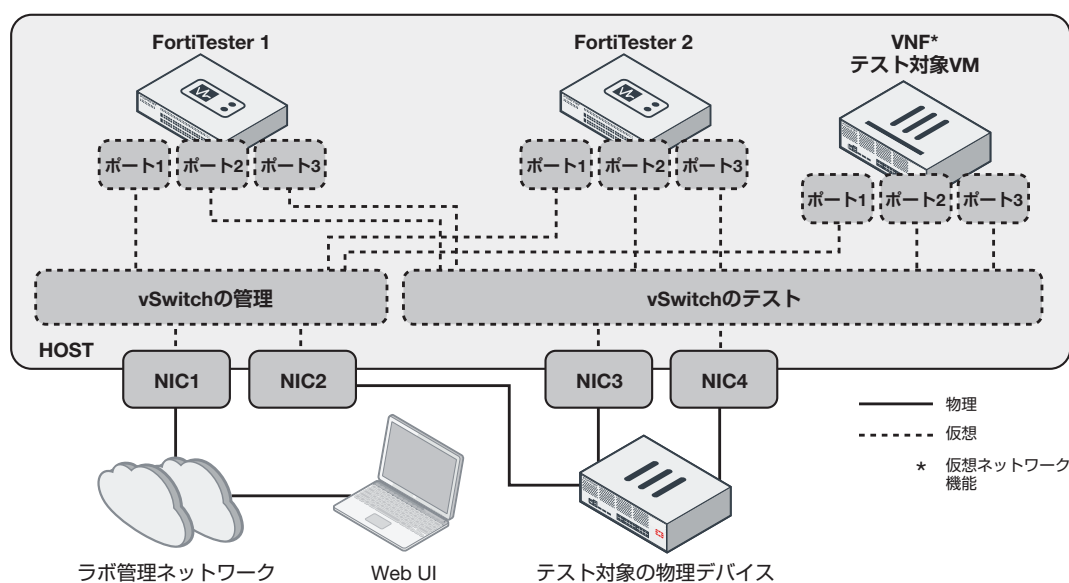 FortiTester 1
FortiTester 2
VNF*
テスト対象VM
ポート1
ポート2
ポート3
ポート1
ポート2
ポート3
ポート1
ポート2
ポート3
vSwitchの管理
vSwitchのテスト
HOST
NIC1
NIC2
NIC3
NIC4
物理
仮想
* 仮想ネットワーク
機能
ラボ管理ネットワーク
Web UI
テスト対象の物理デバイス